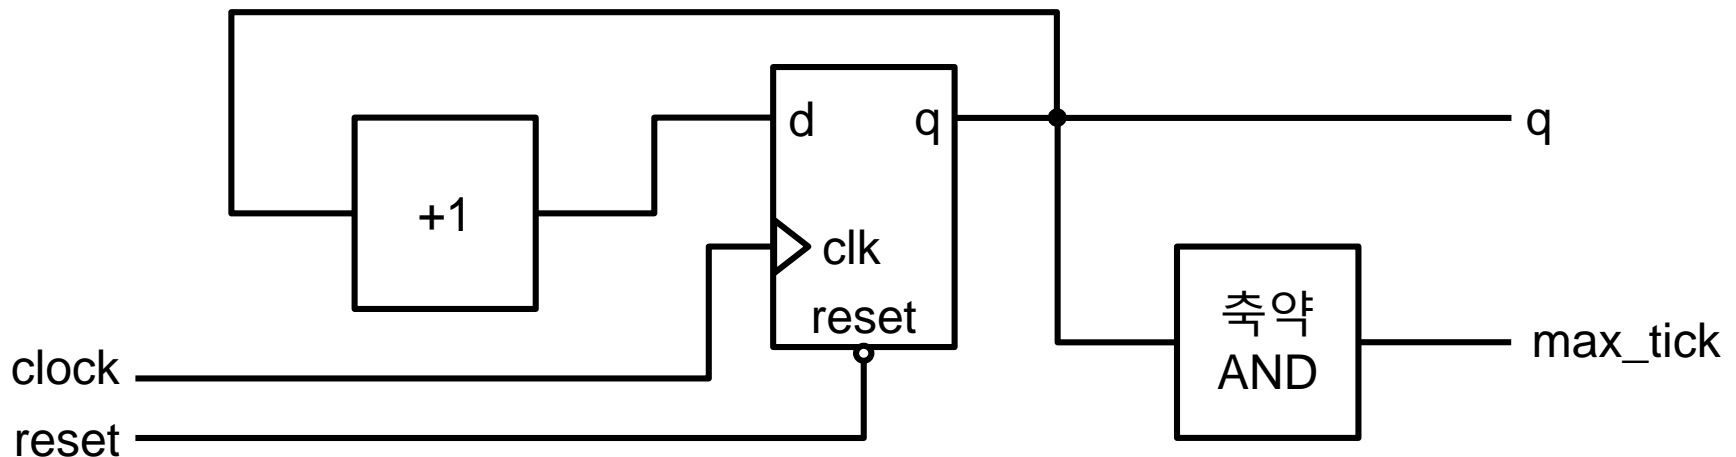 d
q
q
+1
clk
reset
축약
AND
max_tick
clock
reset